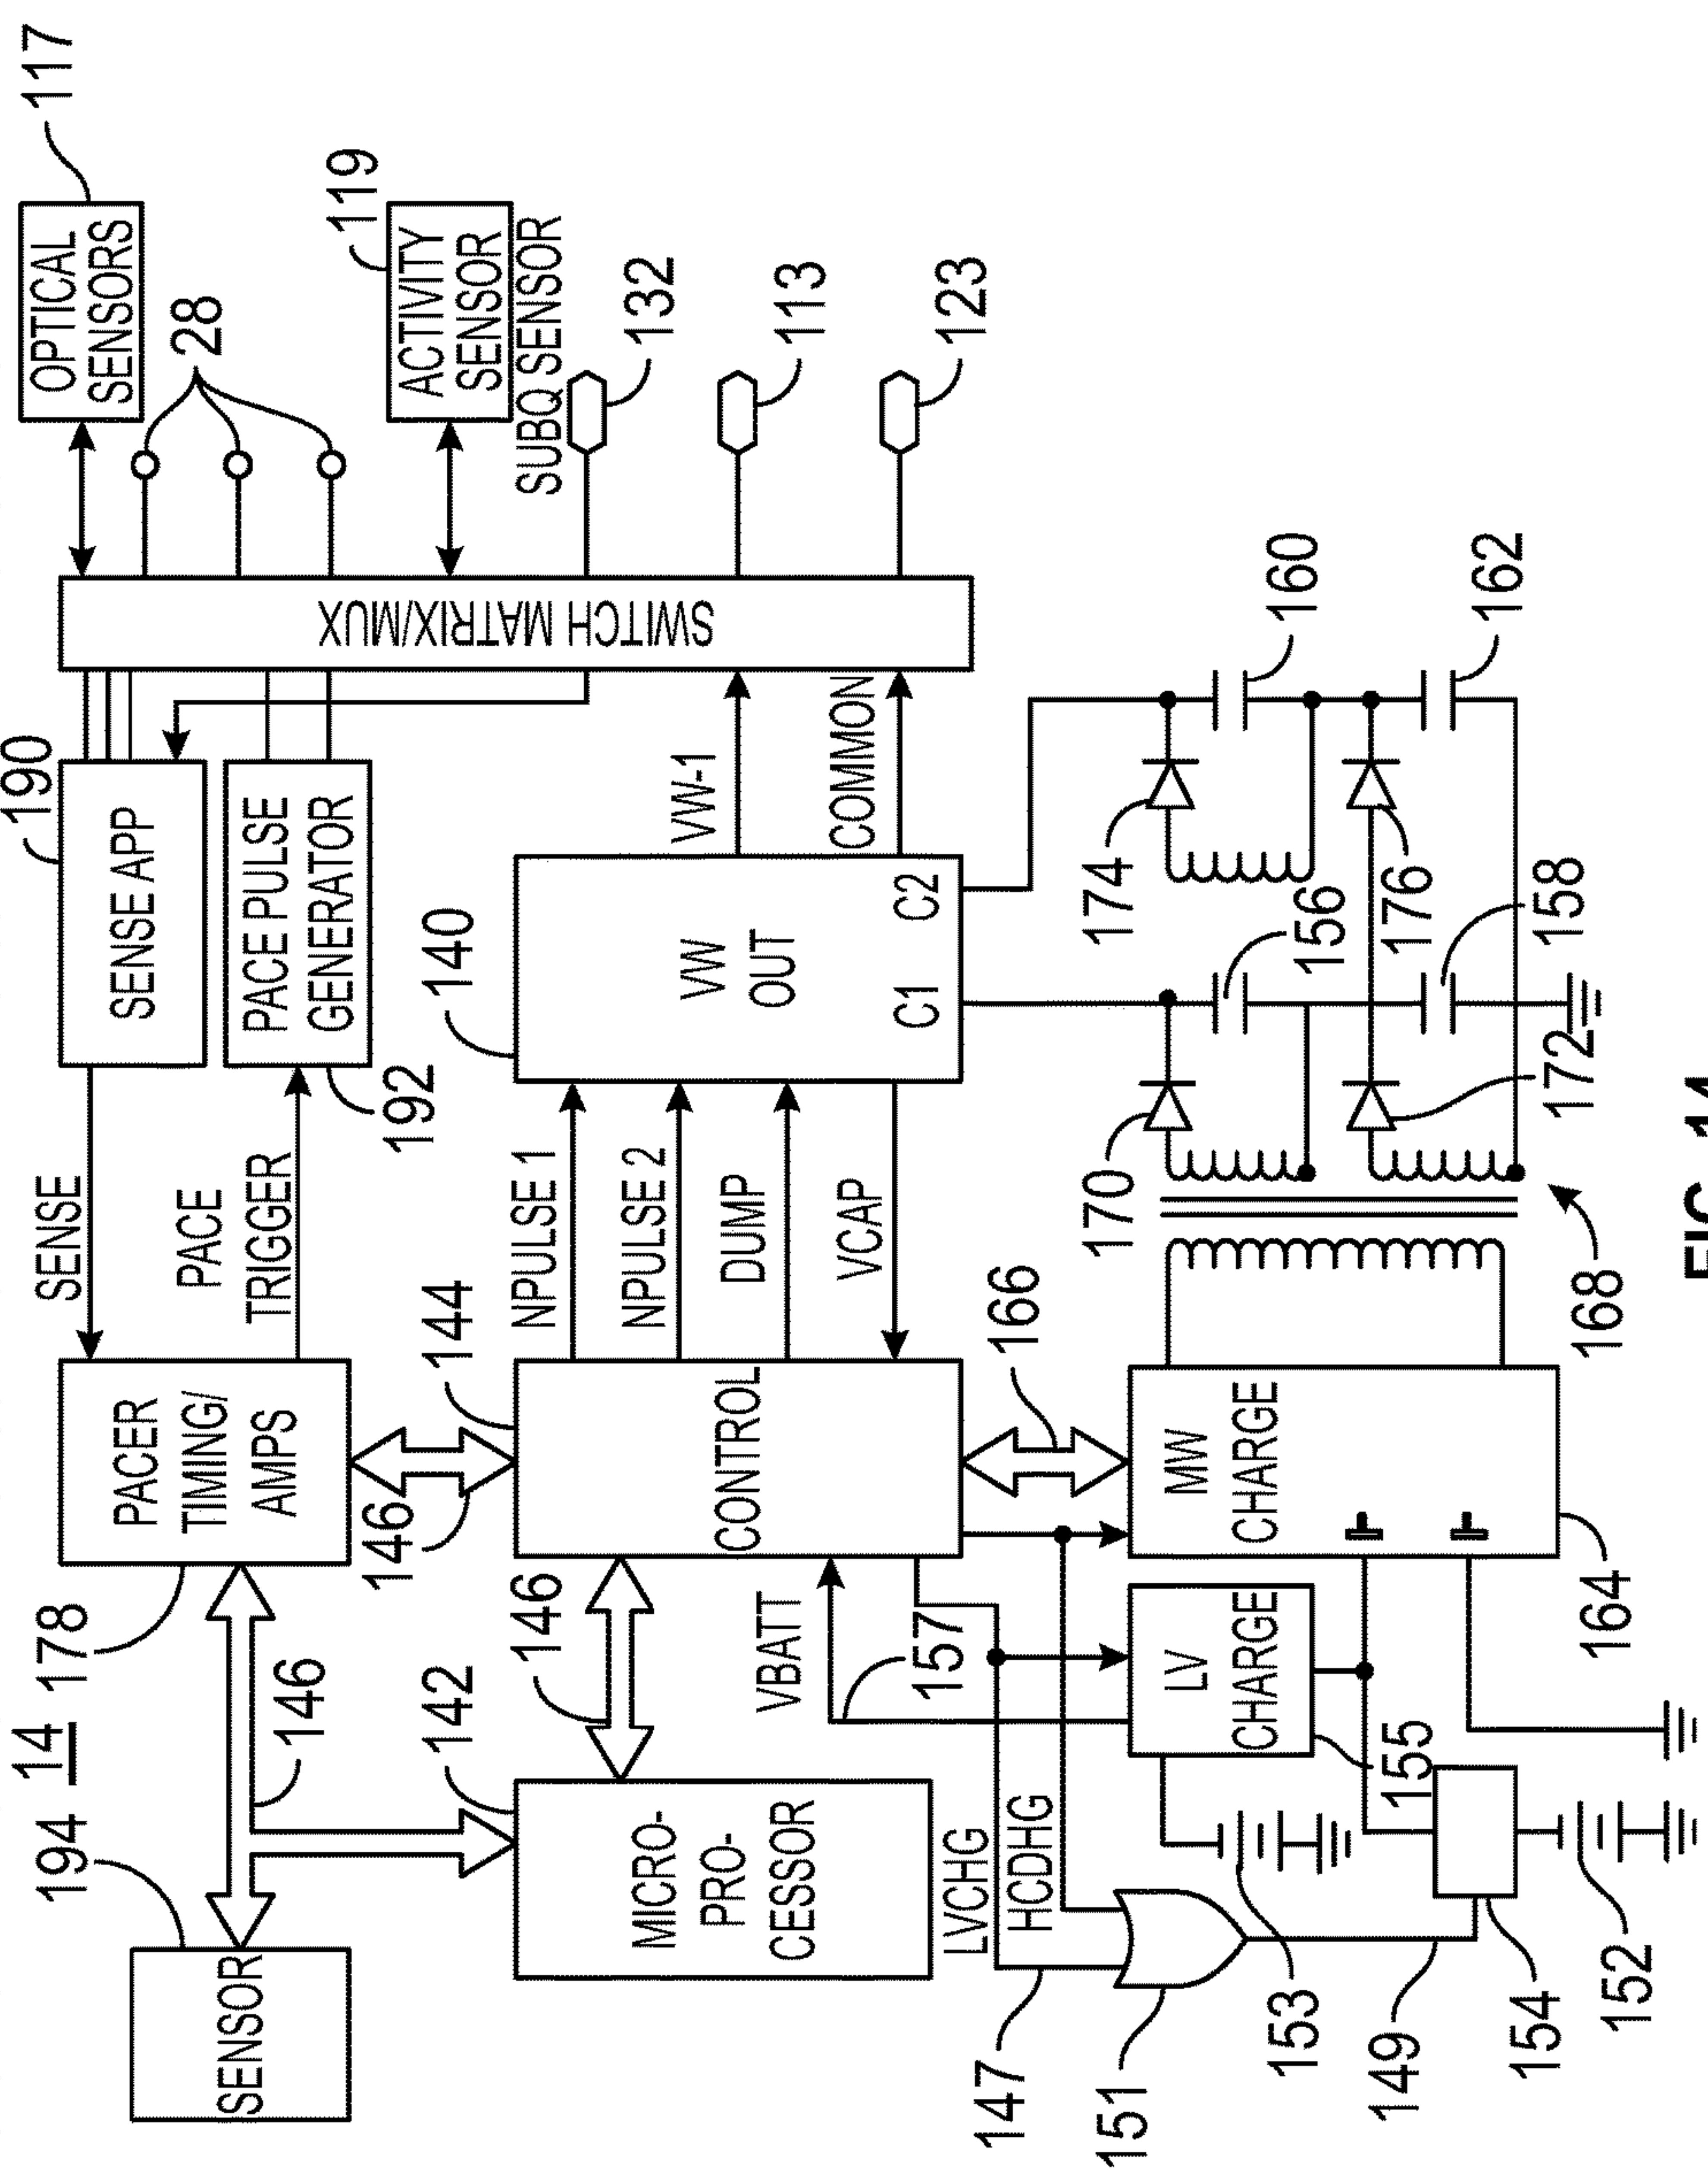 194
14
178
SENSOR
146
PACER
TIMING/
AMPS
SENSE
PACE
TRIGGER
190
SENSE APP
PACE PULSE
GENERATOR
192
117
OPTICAL
SENSORS
28
119
ACTIVITY
SENSOR
SUBQ SENSOR
132
113
123
SWITCH MATRIX/MUX
142
MICRO-
PRO-
CESSOR
146
146
144
CONTROL
NPULSE 1
NPULSE 2
DUMP
VCAP
140
VW
OUT
C1
C2
VW-1
COMMON
VBATT
157
LVCHG
HCDHG
147
151
153
149
154
152
LV
CHARGE
155
166
MW
CHARGE
164
170
168
172
174
156
176
158
160
162
FIG. 14